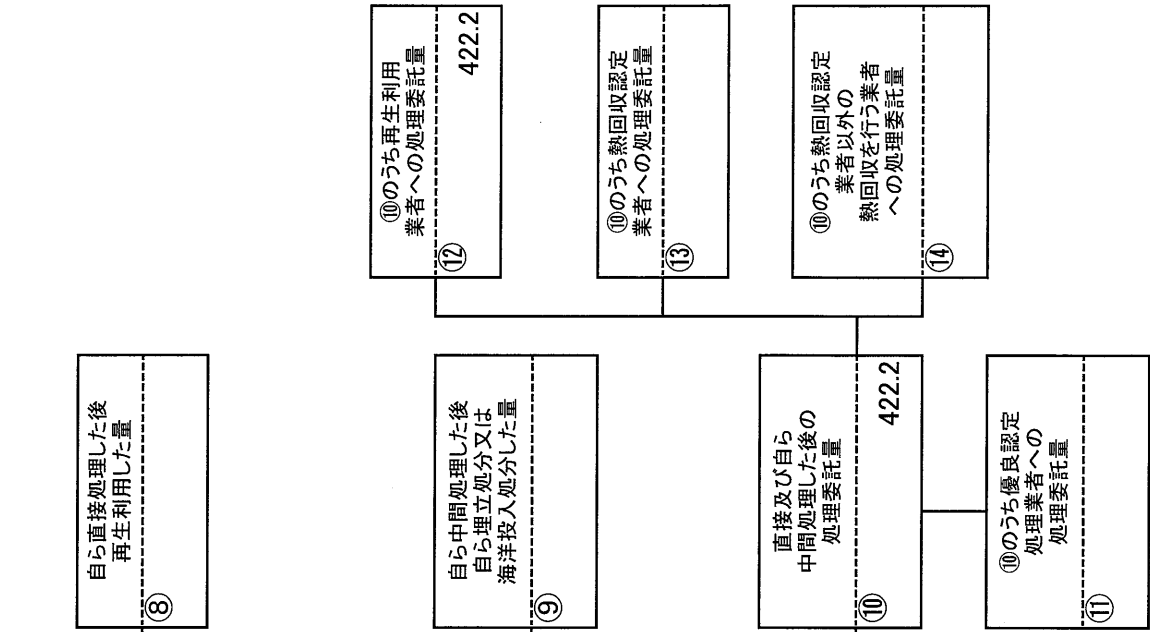 自ら直接処理した後
再生利用した量
⑧
自ら中間処理した後
自ら埋立処分又は
海洋投入処分した量
⑨
直接及び自ら
中間処理した後の
処理委託量
⑩
422.2
⑩のうち優良認定
処理業者への
処理委託量
⑪
⑩のうち再生利用
業者への処理委託量
⑫
422.2
⑩のうち熱回収認定
業者への処理委託量
⑬
⑩のうち熱回収認定
業者以外の
熱回収を行う業者
への処理委託量
⑭